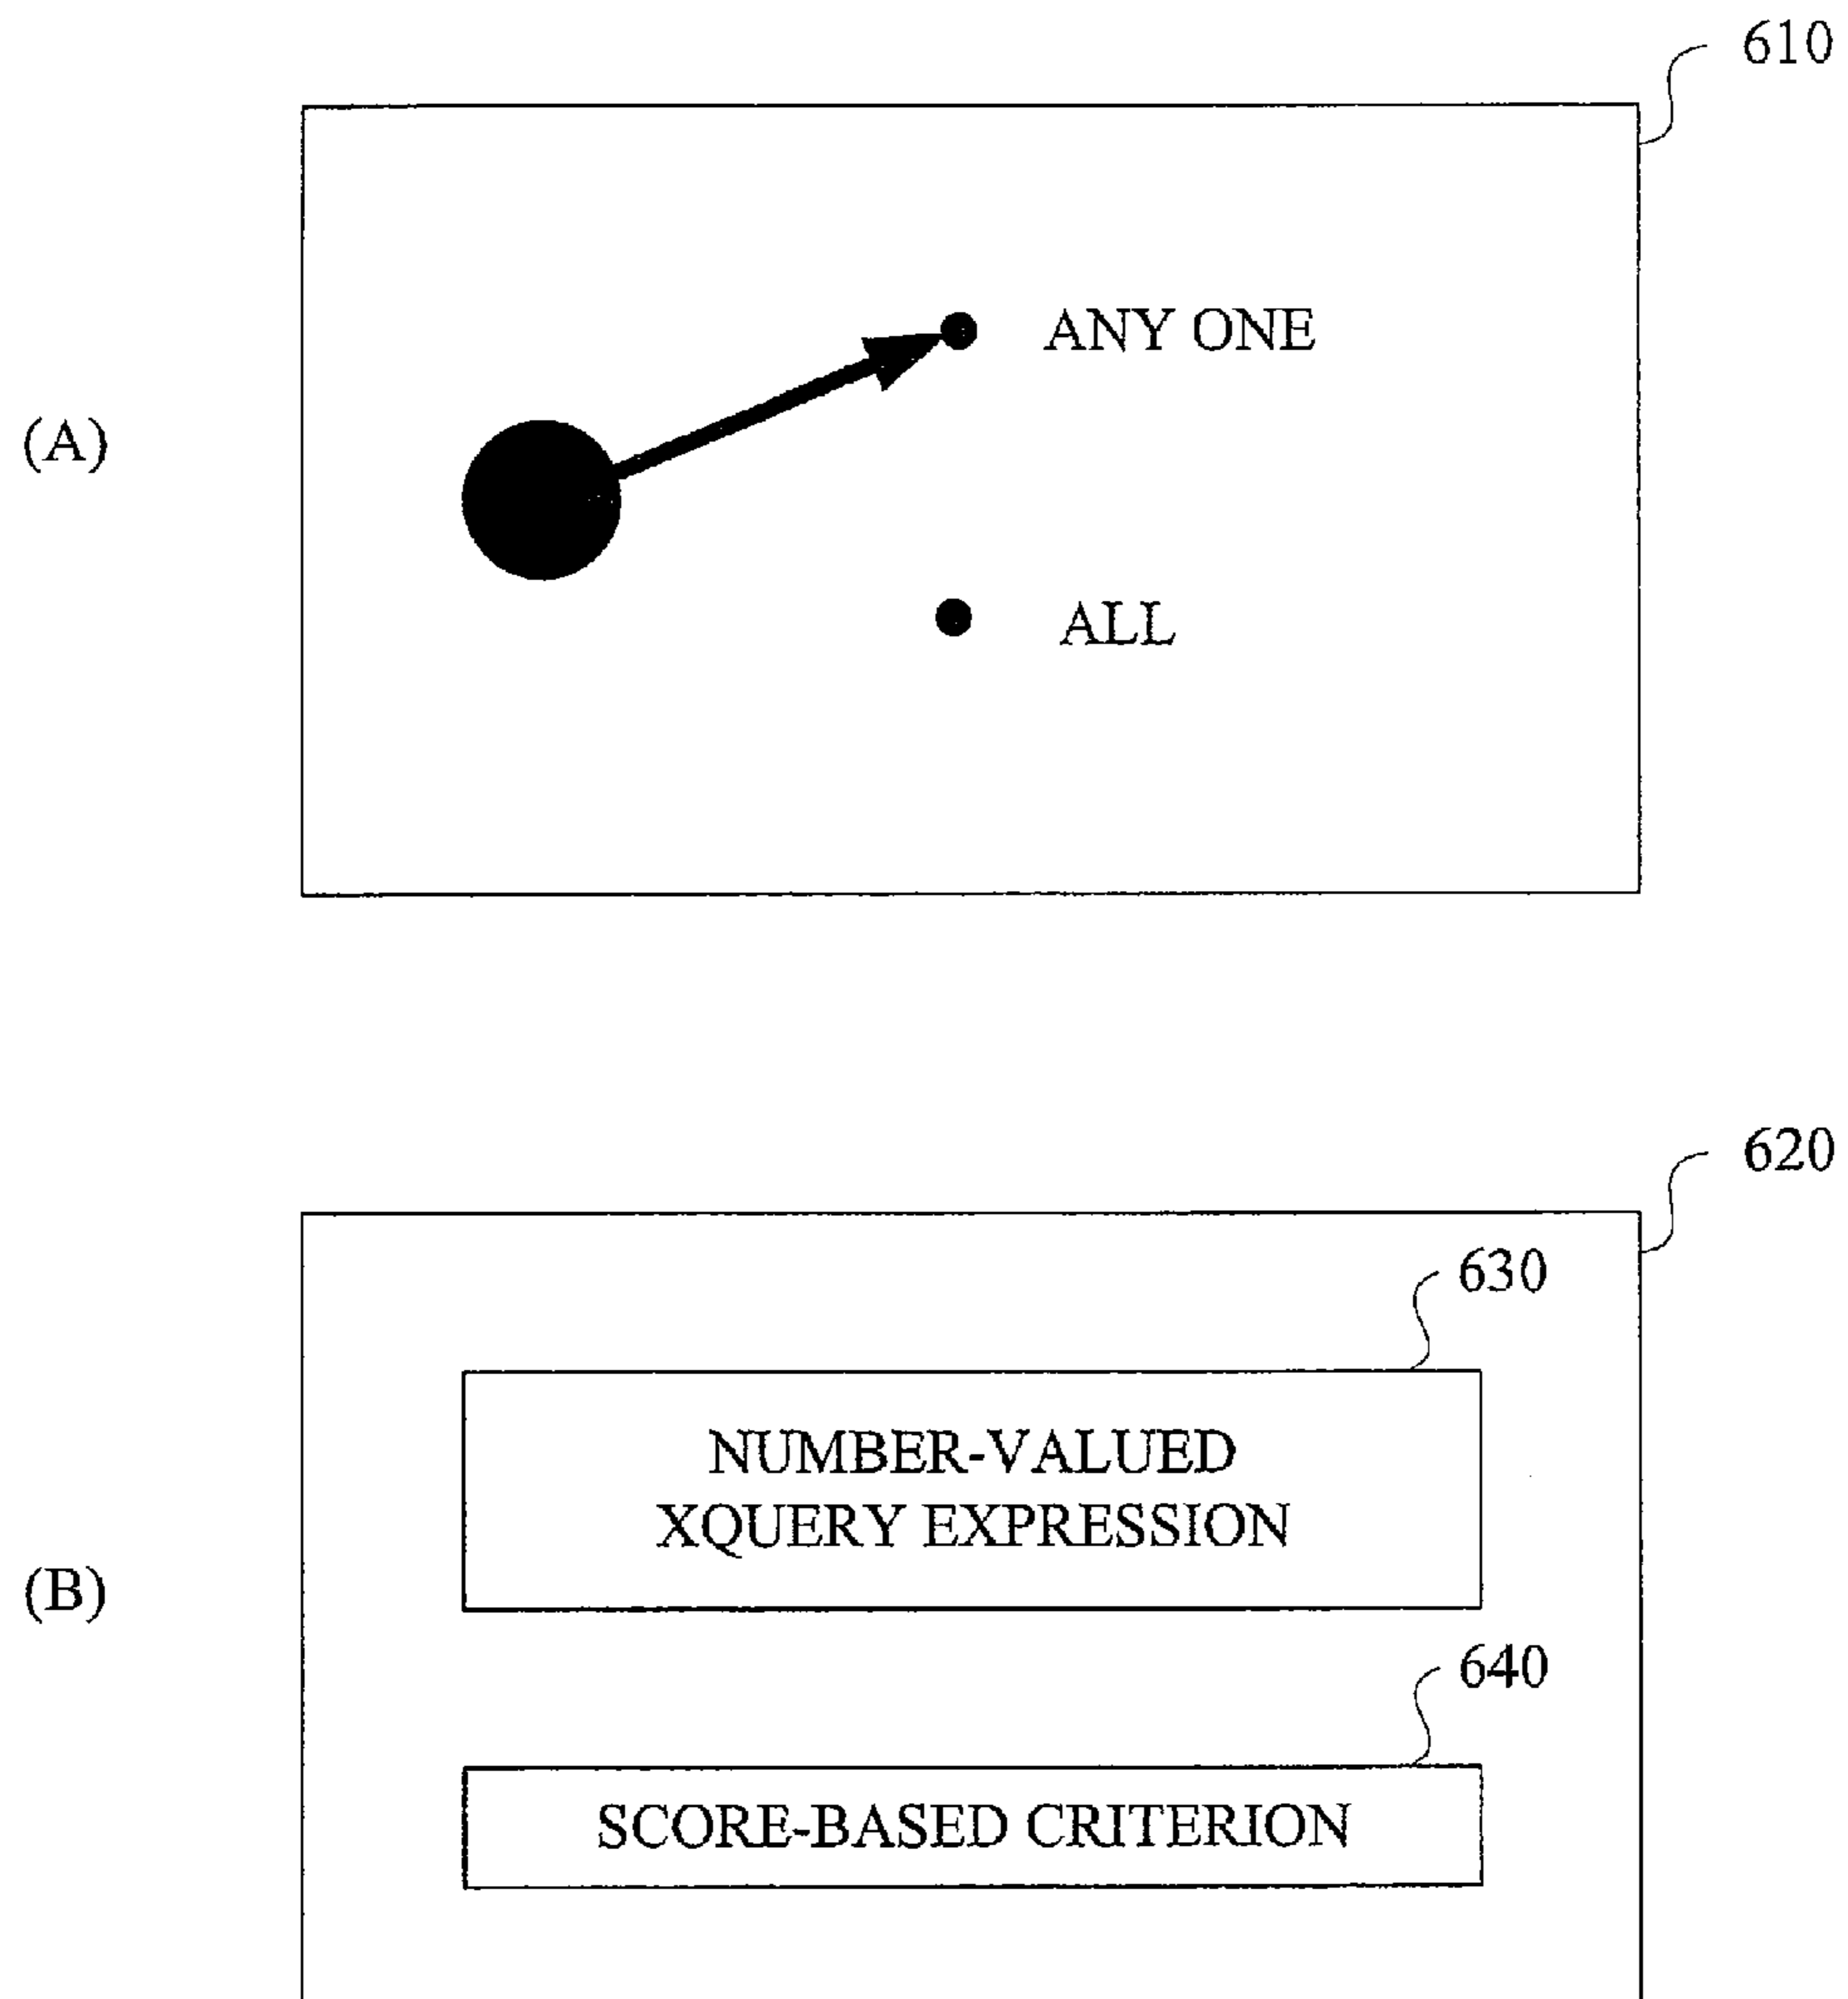 610
ANY ONE
(A)
ALL
620
630
NUMBER-VALUED
XQUERY EXPRESSION
(B)
640
SCORE-BASED CRITERION